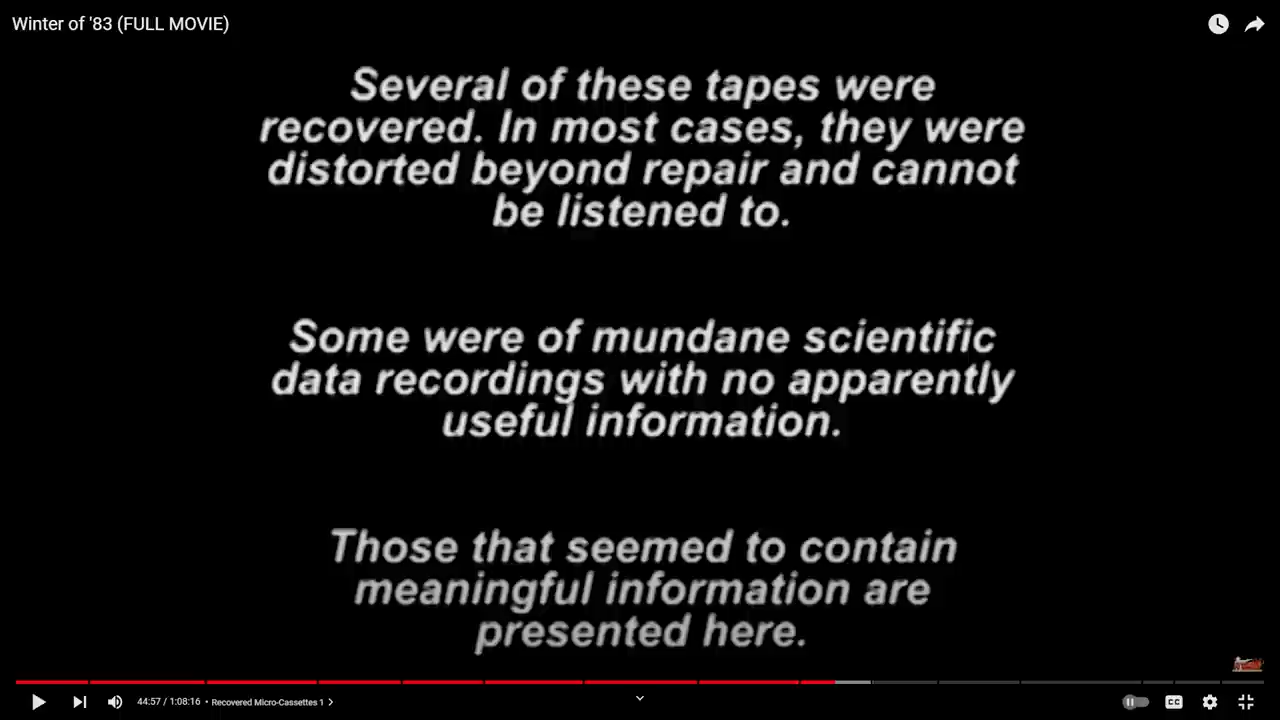 Winter of '83 (FULL MOVIE)
Several of these tapes were
recovered. In most cases, they were
distorted beyond repair and cannot
be listened to.
Some were of mundane scientific
data recordings with no apparently
useful information.
Those that seemed to contain
meaningful information are
presented here.
44:57 / 1:08:16 • Recovered Micro-Cassettes 1 >
CC